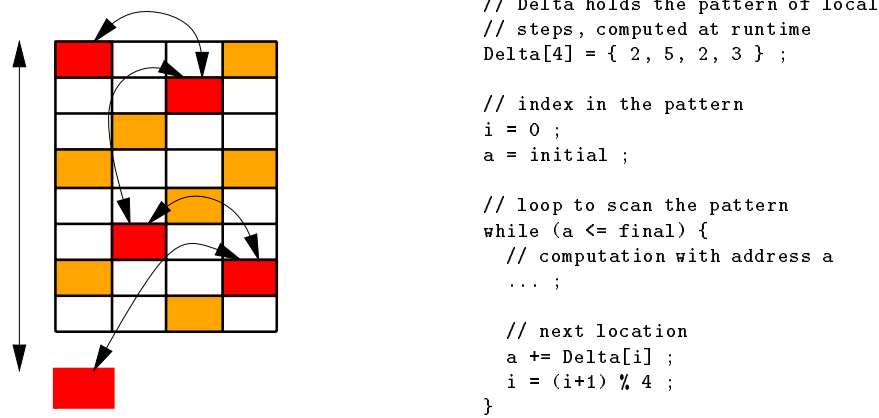 // Delta holds the pattern of local
// steps, computed at runtime
Delta[4] = { 2, 5, 2, 3 } ;
// index in the pattern
i = 0 ;
a = initial ;
// loop to scan the pattern
while (a <= final) {
// computation with address a
... ;
// next location
a += Delta[i] ;
i = (i+1) % 4 ;
}